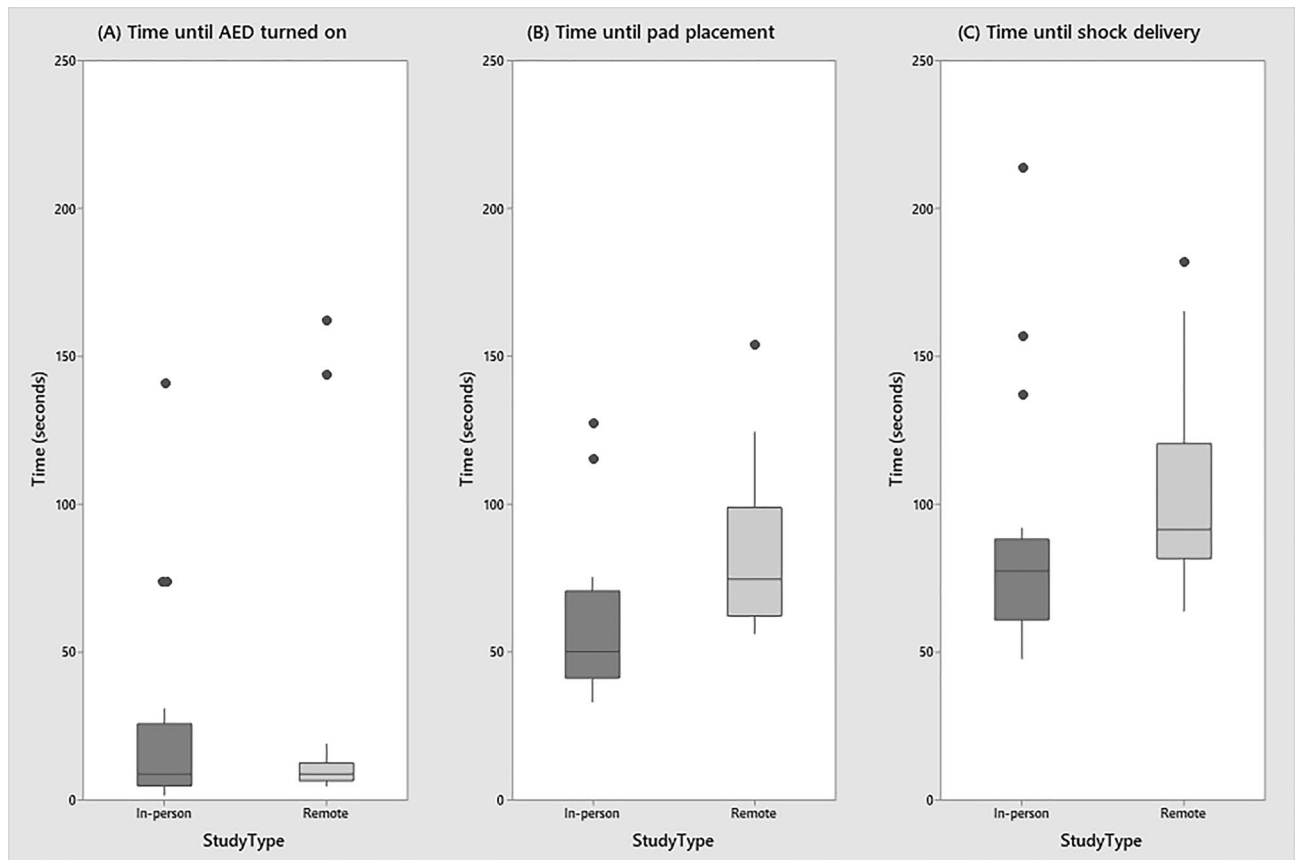 (A) Time until AED turned on
250
200
150
100
50
0
Time (seconds)
In-person Remote
StudyType
(B) Time until pad placement
250
200
150
100
50
0
Time (seconds)
In-person Remote
StudyType
(C) Time until shock delivery
250
200
150
100
50
0
Time (seconds)
In-person Remote
StudyType